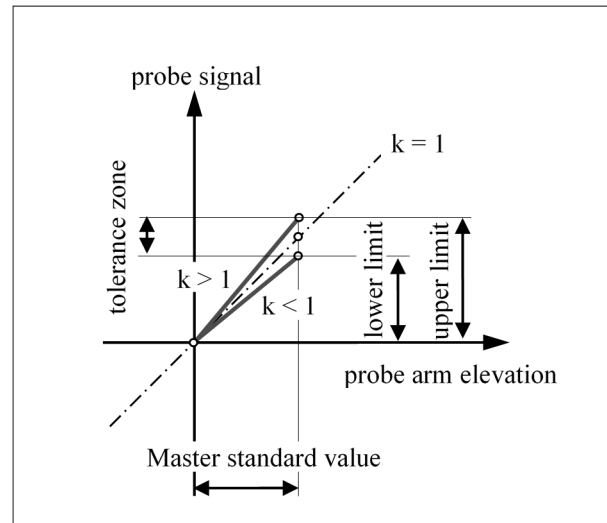 probe signal
k = 1
tolerance zone
k > 1
k < 1
lower limit
upper limit
probe arm elevation
Master standard value